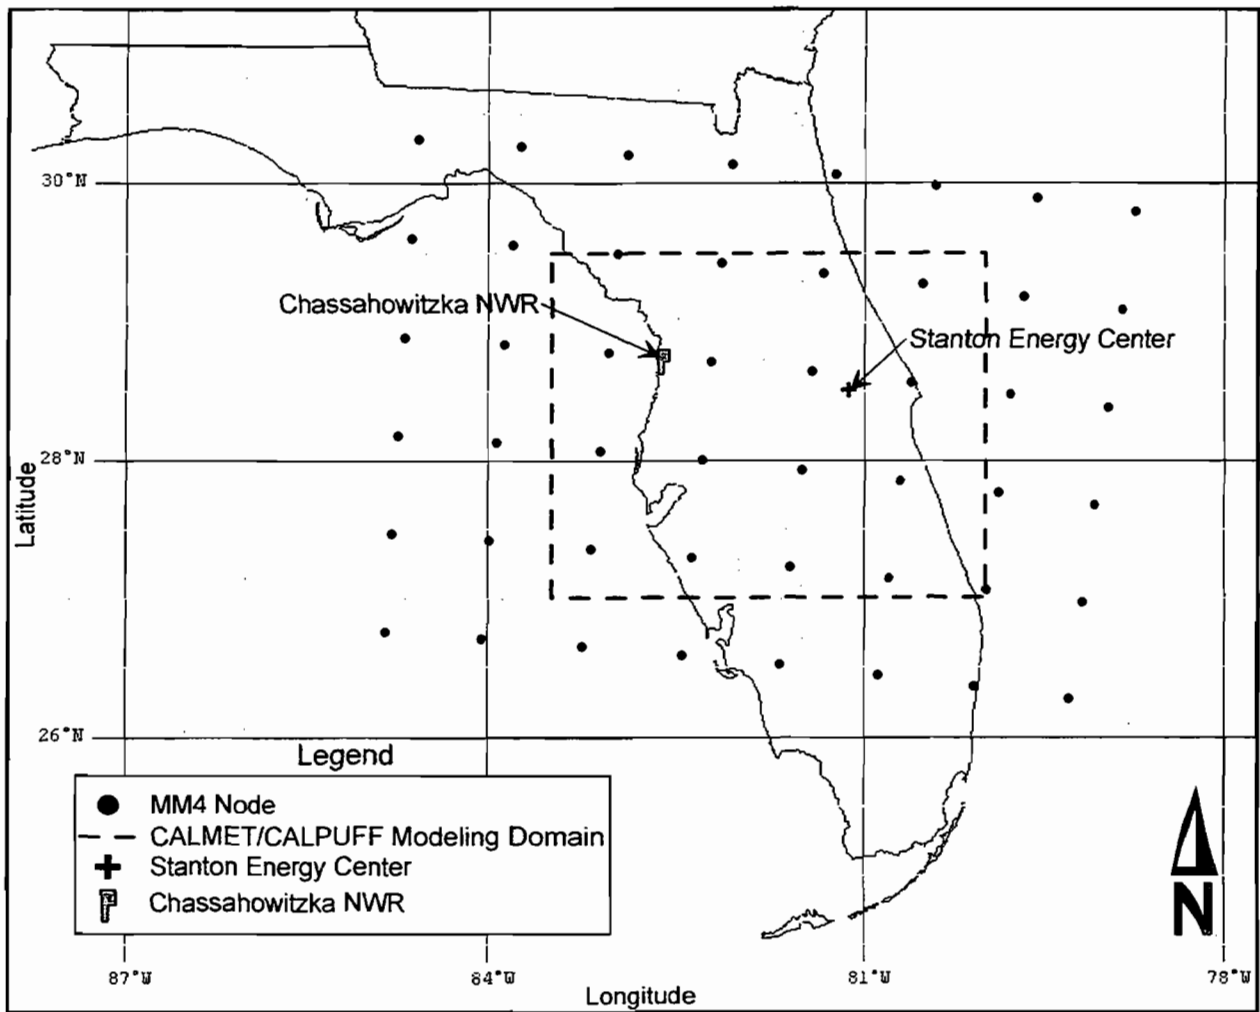 30°N
Chassahowitzka NWR
Stanton Energy Center
28°N
Latitude
26°N
Legend
MM4 Node
CALMET/CALPUFF Modeling Domain
Stanton Energy Center
Chassahowitzka NWR
N
87°W
84°W
81°W
78°W
Longitude